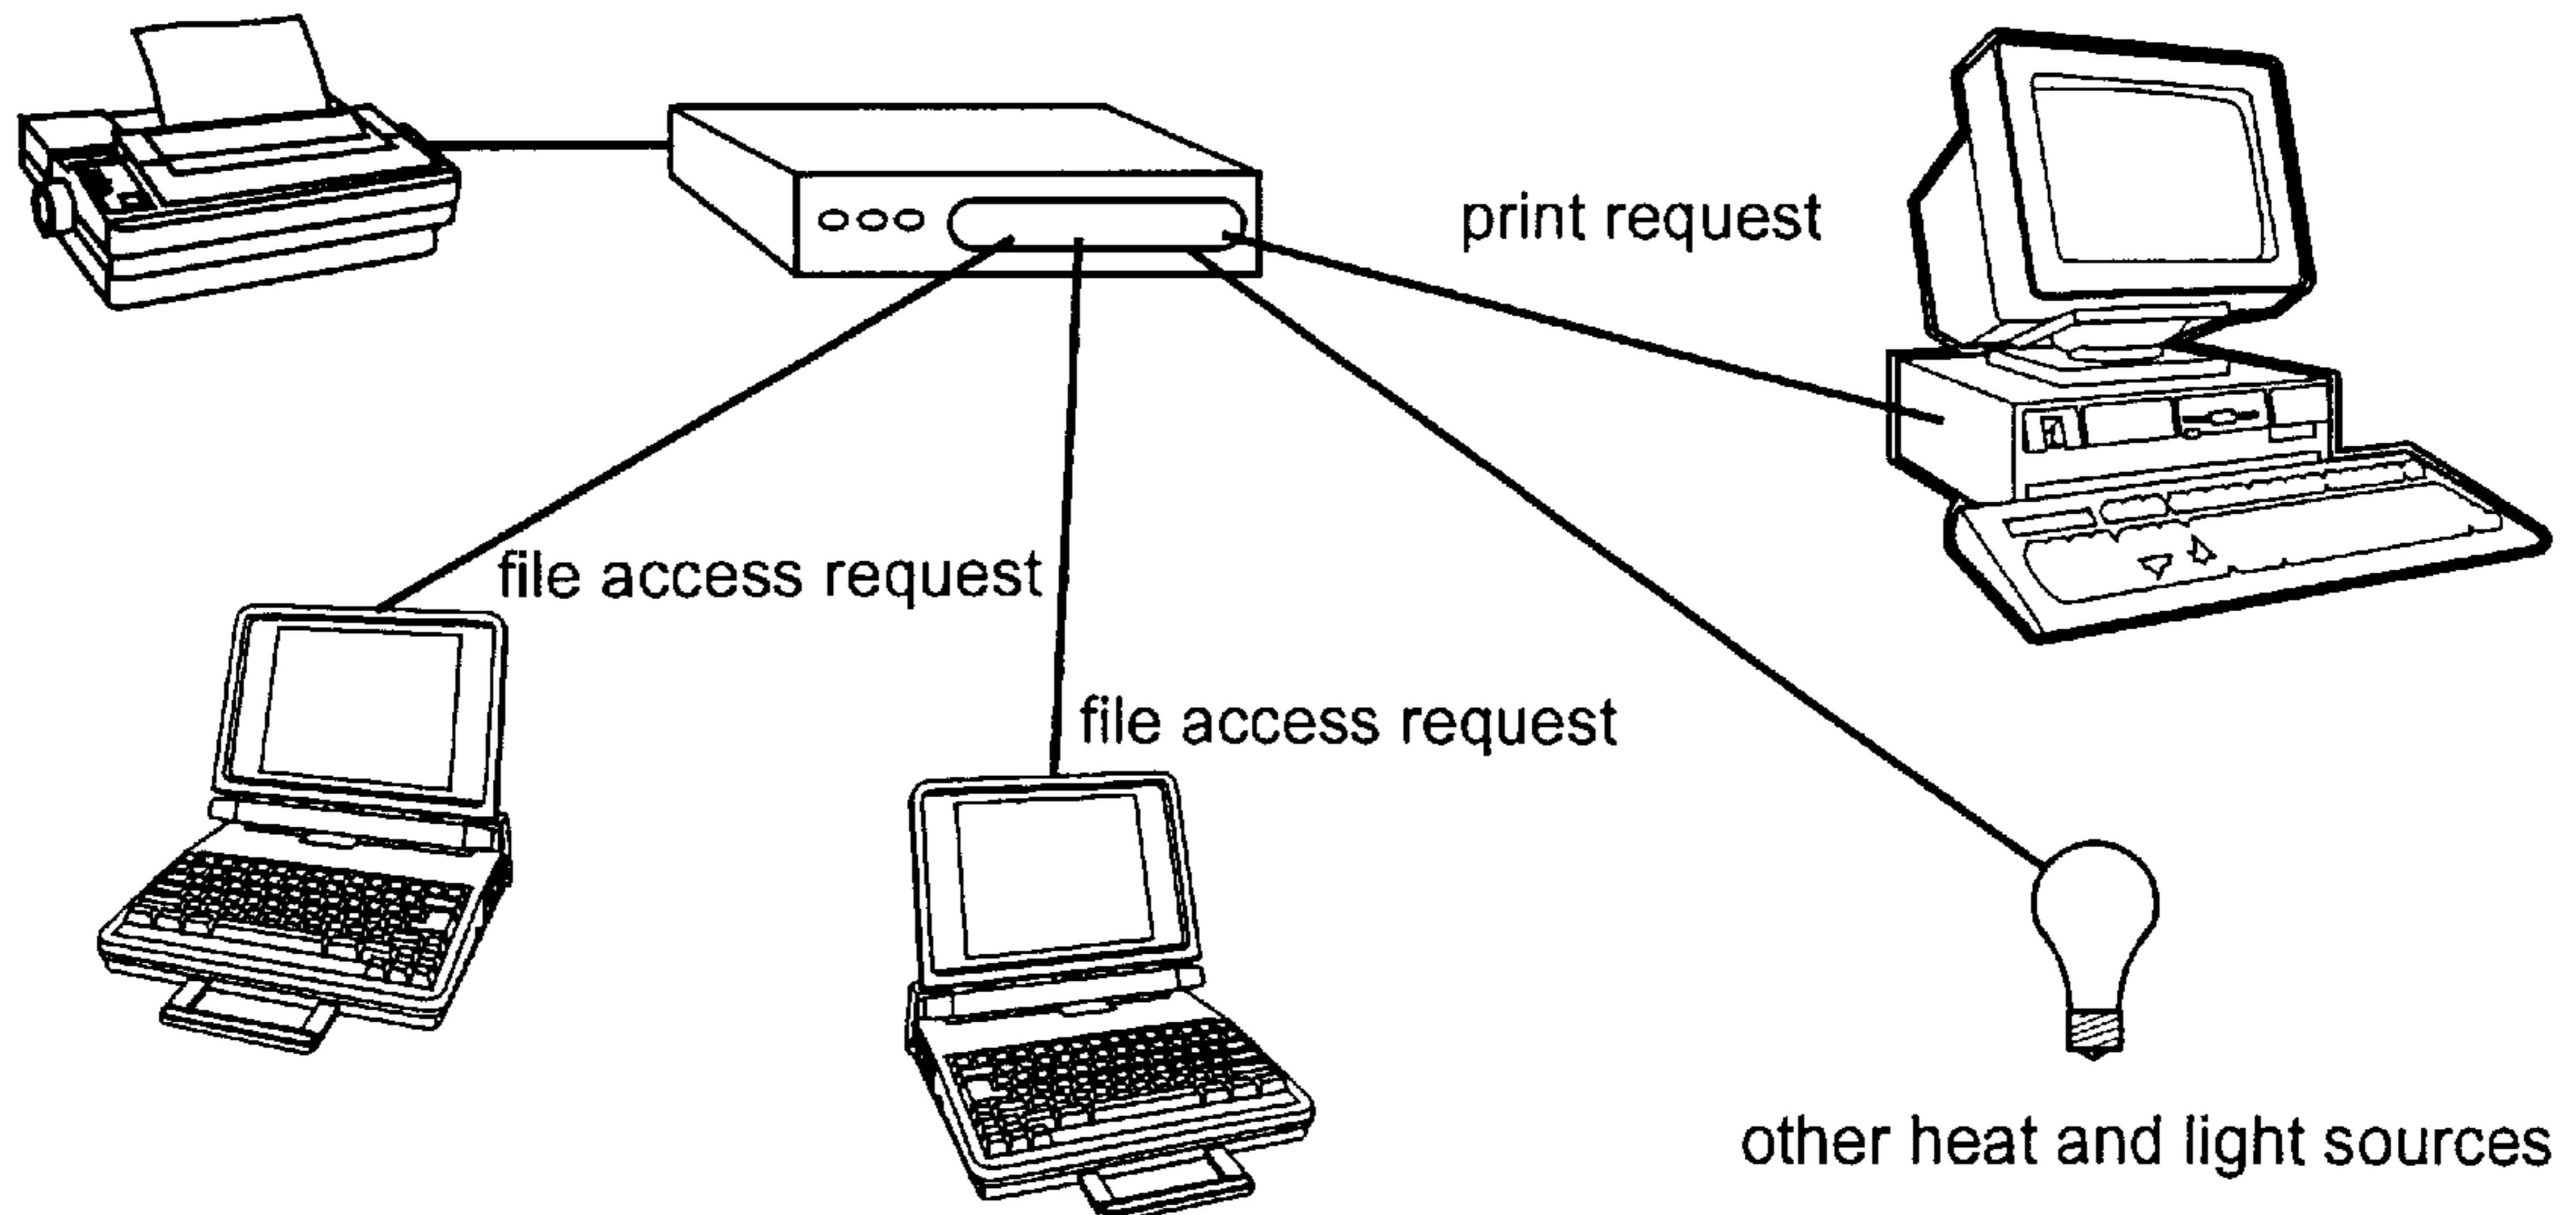 print request
file access request
file access request
other heat and light sources